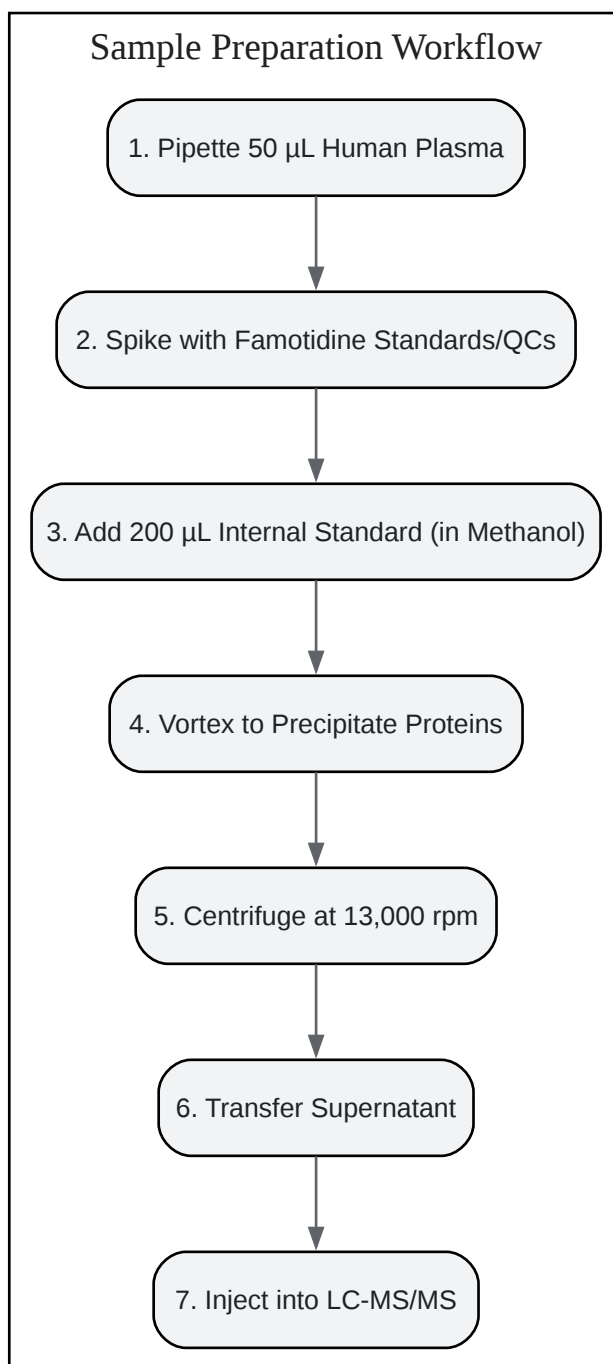 Sample Preparation Workflow
1. Pipette 50 µL Human Plasma
2. Spike with Famotidine Standards/QCs
3. Add 200 µL Internal Standard (in Methanol)
4. Vortex to Precipitate Proteins
5. Centrifuge at 13,000 rpm
6. Transfer Supernatant
7. Inject into LC-MS/MS